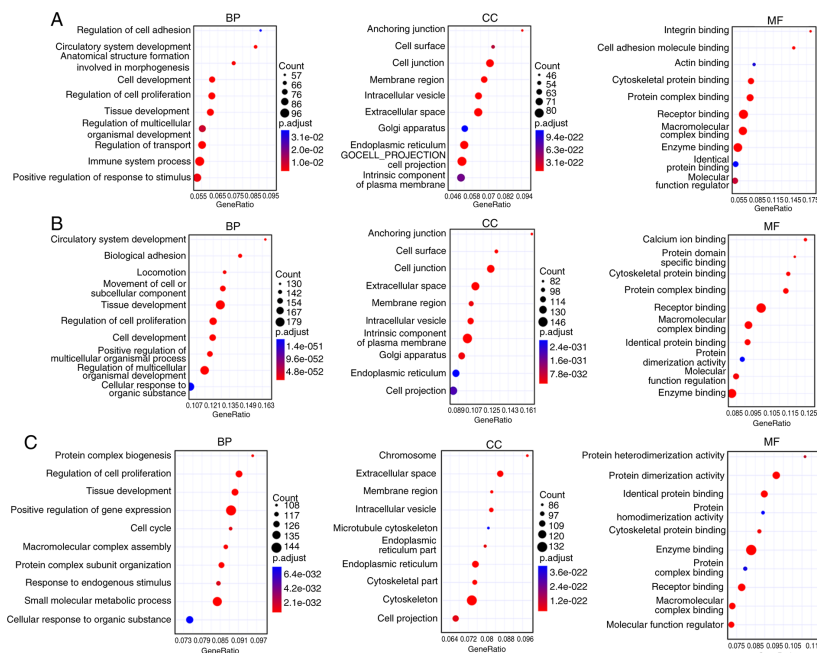 A
BP
Regulation of cell adhesion
Circulatory system development
Anatomical structure formation
involved in morphogenesis
Cell development
Regulation of cell proliferation
Tissue development
Regulation of multicellular
organismal development
Regulation of transport
Immune system process
Positive regulation of response to stimulus
0.055 0.065 0.075 0.085 0.095
GeneRatio
Count
57
66
76
86
96
p.adjust
3.1e-02
2.0e-02
1.0e-02
CC
Anchoring junction
Cell surface
Cell junction
Membrane region
Intracellular vesicle
Extracellular space
Golgi apparatus
Endoplasmic reticulum
GOCELL_PROJECTION
cell projection
Intrinsic component
of plasma membrane
0.046 0.058 0.07 0.082 0.094
GeneRatio
Count
46
54
63
71
80
p.adjust
9.4e-022
6.3e-022
3.1e-022
MF
Integrin binding
Cell adhesion molecule binding
Actin binding
Cytoskeletal protein binding
Protein complex binding
Receptor binding
Macromolecular
complex binding
Enzyme binding
Identical
protein binding
Molecular
function regulator
0.055 0.085 0.115 0.145 0.175
GeneRatio
B
BP
Circulatory system development
Biological adhesion
Locomotion
Movement of cell or
subcellular component
Tissue development
Regulation of cell proliferation
Cell development
Positive regulation of
multicellular organismal process
Regulation of multicellular
organismal development
Cellular response to
organic substance
0.107 0.121 0.135 0.149 0.163
GeneRatio
Count
130
142
154
167
179
p.adjust
1.4e-051
9.6e-052
4.8e-052
CC
Anchoring junction
Cell surface
Cell junction
Extracellular space
Membrane region
Intracellular vesicle
Intrinsic component
of plasma membrane
Golgi apparatus
Endoplasmic reticulum
Cell projection
0.089 0.107 0.125 0.143 0.161
GeneRatio
Count
82
98
114
130
146
p.adjust
2.4e-031
1.6e-031
7.8e-032
MF
Calcium ion binding
Protein domain
specific binding
Cytoskeletal protein binding
Protein complex binding
Receptor binding
Macromolecular
complex binding
Identical protein binding
Protein
dimerization activity
Molecular
function regulation
Enzyme binding
0.085 0.095 0.105 0.115 0.125
GeneRatio
C
BP
Protein complex biogenesis
Regulation of cell proliferation
Tissue development
Positive regulation of gene expression
Cell cycle
Macromolecular complex assembly
Protein complex subunit organization
Response to endogenous stimulus
Small molecular metabolic process
Cellular response to organic substance
0.073 0.079 0.085 0.091 0.097
GeneRatio
Count
108
117
126
135
144
p.adjust
6.4e-032
4.2e-032
2.1e-032
CC
Chromosome
Extracellular space
Membrane region
Intracellular vesicle
Microtubule cytoskeleton
Endoplasmic
reticulum part
Endoplasmic reticulum
Cytoskeletal part
Cytoskeleton
Cell projection
0.064 0.072 0.08 0.088 0.096
GeneRatio
Count
86
97
109
120
132
p.adjust
3.6e-022
2.4e-022
1.2e-022
MF
Protein heterodimerization activity
Protein dimerization activity
Identical protein binding
Protein
homodimerization activity
Cytoskeletal protein binding
Enzyme binding
Protein
complex binding
Receptor binding
Macromolecular
complex binding
Molecular function regulator
0.075 0.085 0.095 0.105
GeneRatio